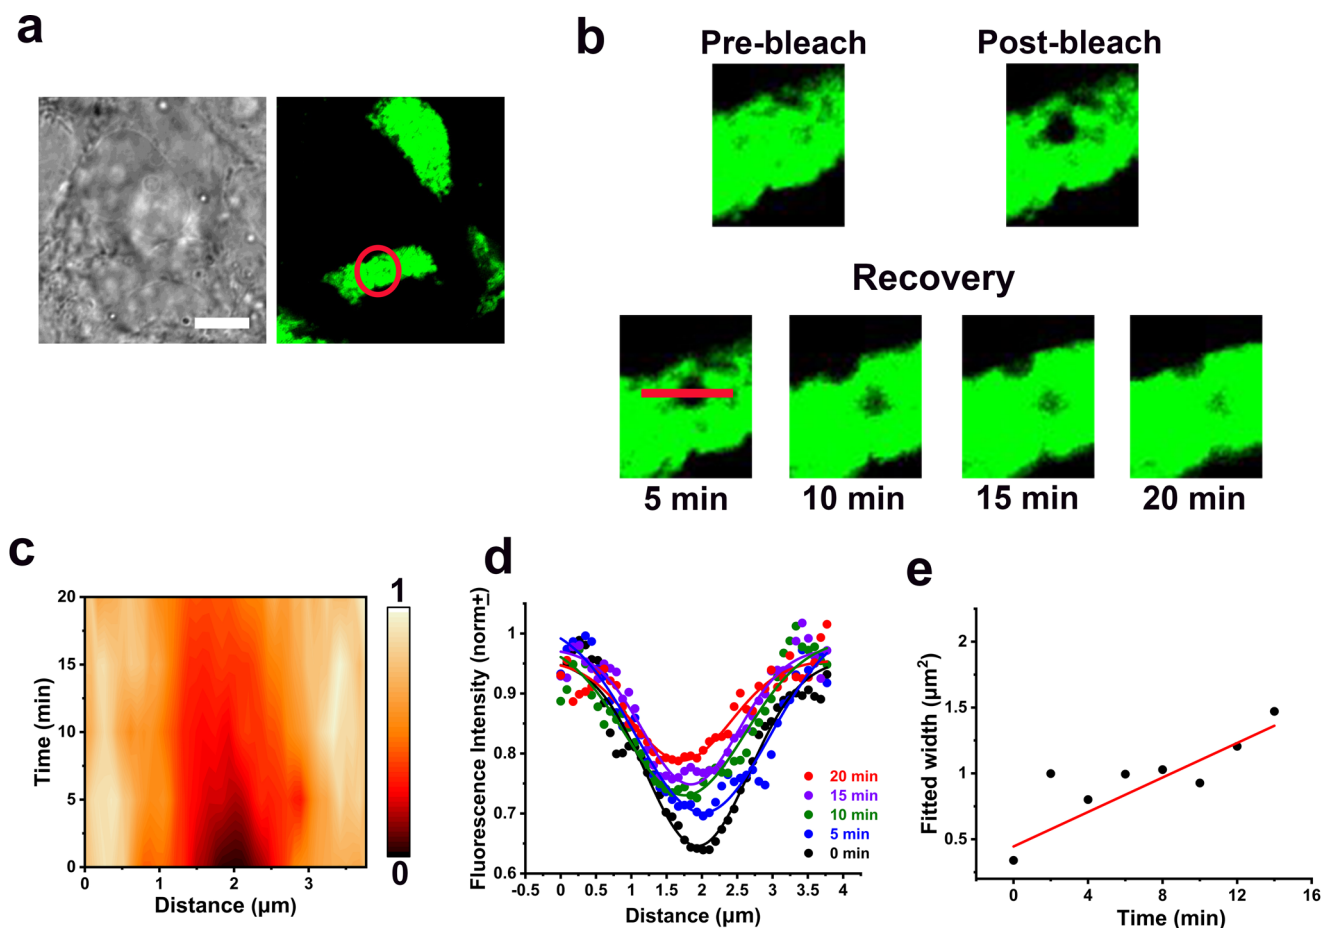 a
b
Pre-bleach
Post-bleach
Recovery
5 min
10 min
15 min
20 min
c
Time (min)
20
15
10
5
0
0
1
2
3
Distance (µm)
1
0
d
Fluorescence Intensity (norm±)
1
0.9
0.8
0.7
0.6
-0.5
0
0.5
1
1.5
2
2.5
3
3.5
4
Distance (µm)
20 min
15 min
10 min
5 min
0 min
e
Fitted width (µm²)
2
1.5
1
0.5
0
4
8
12
16
Time (min)